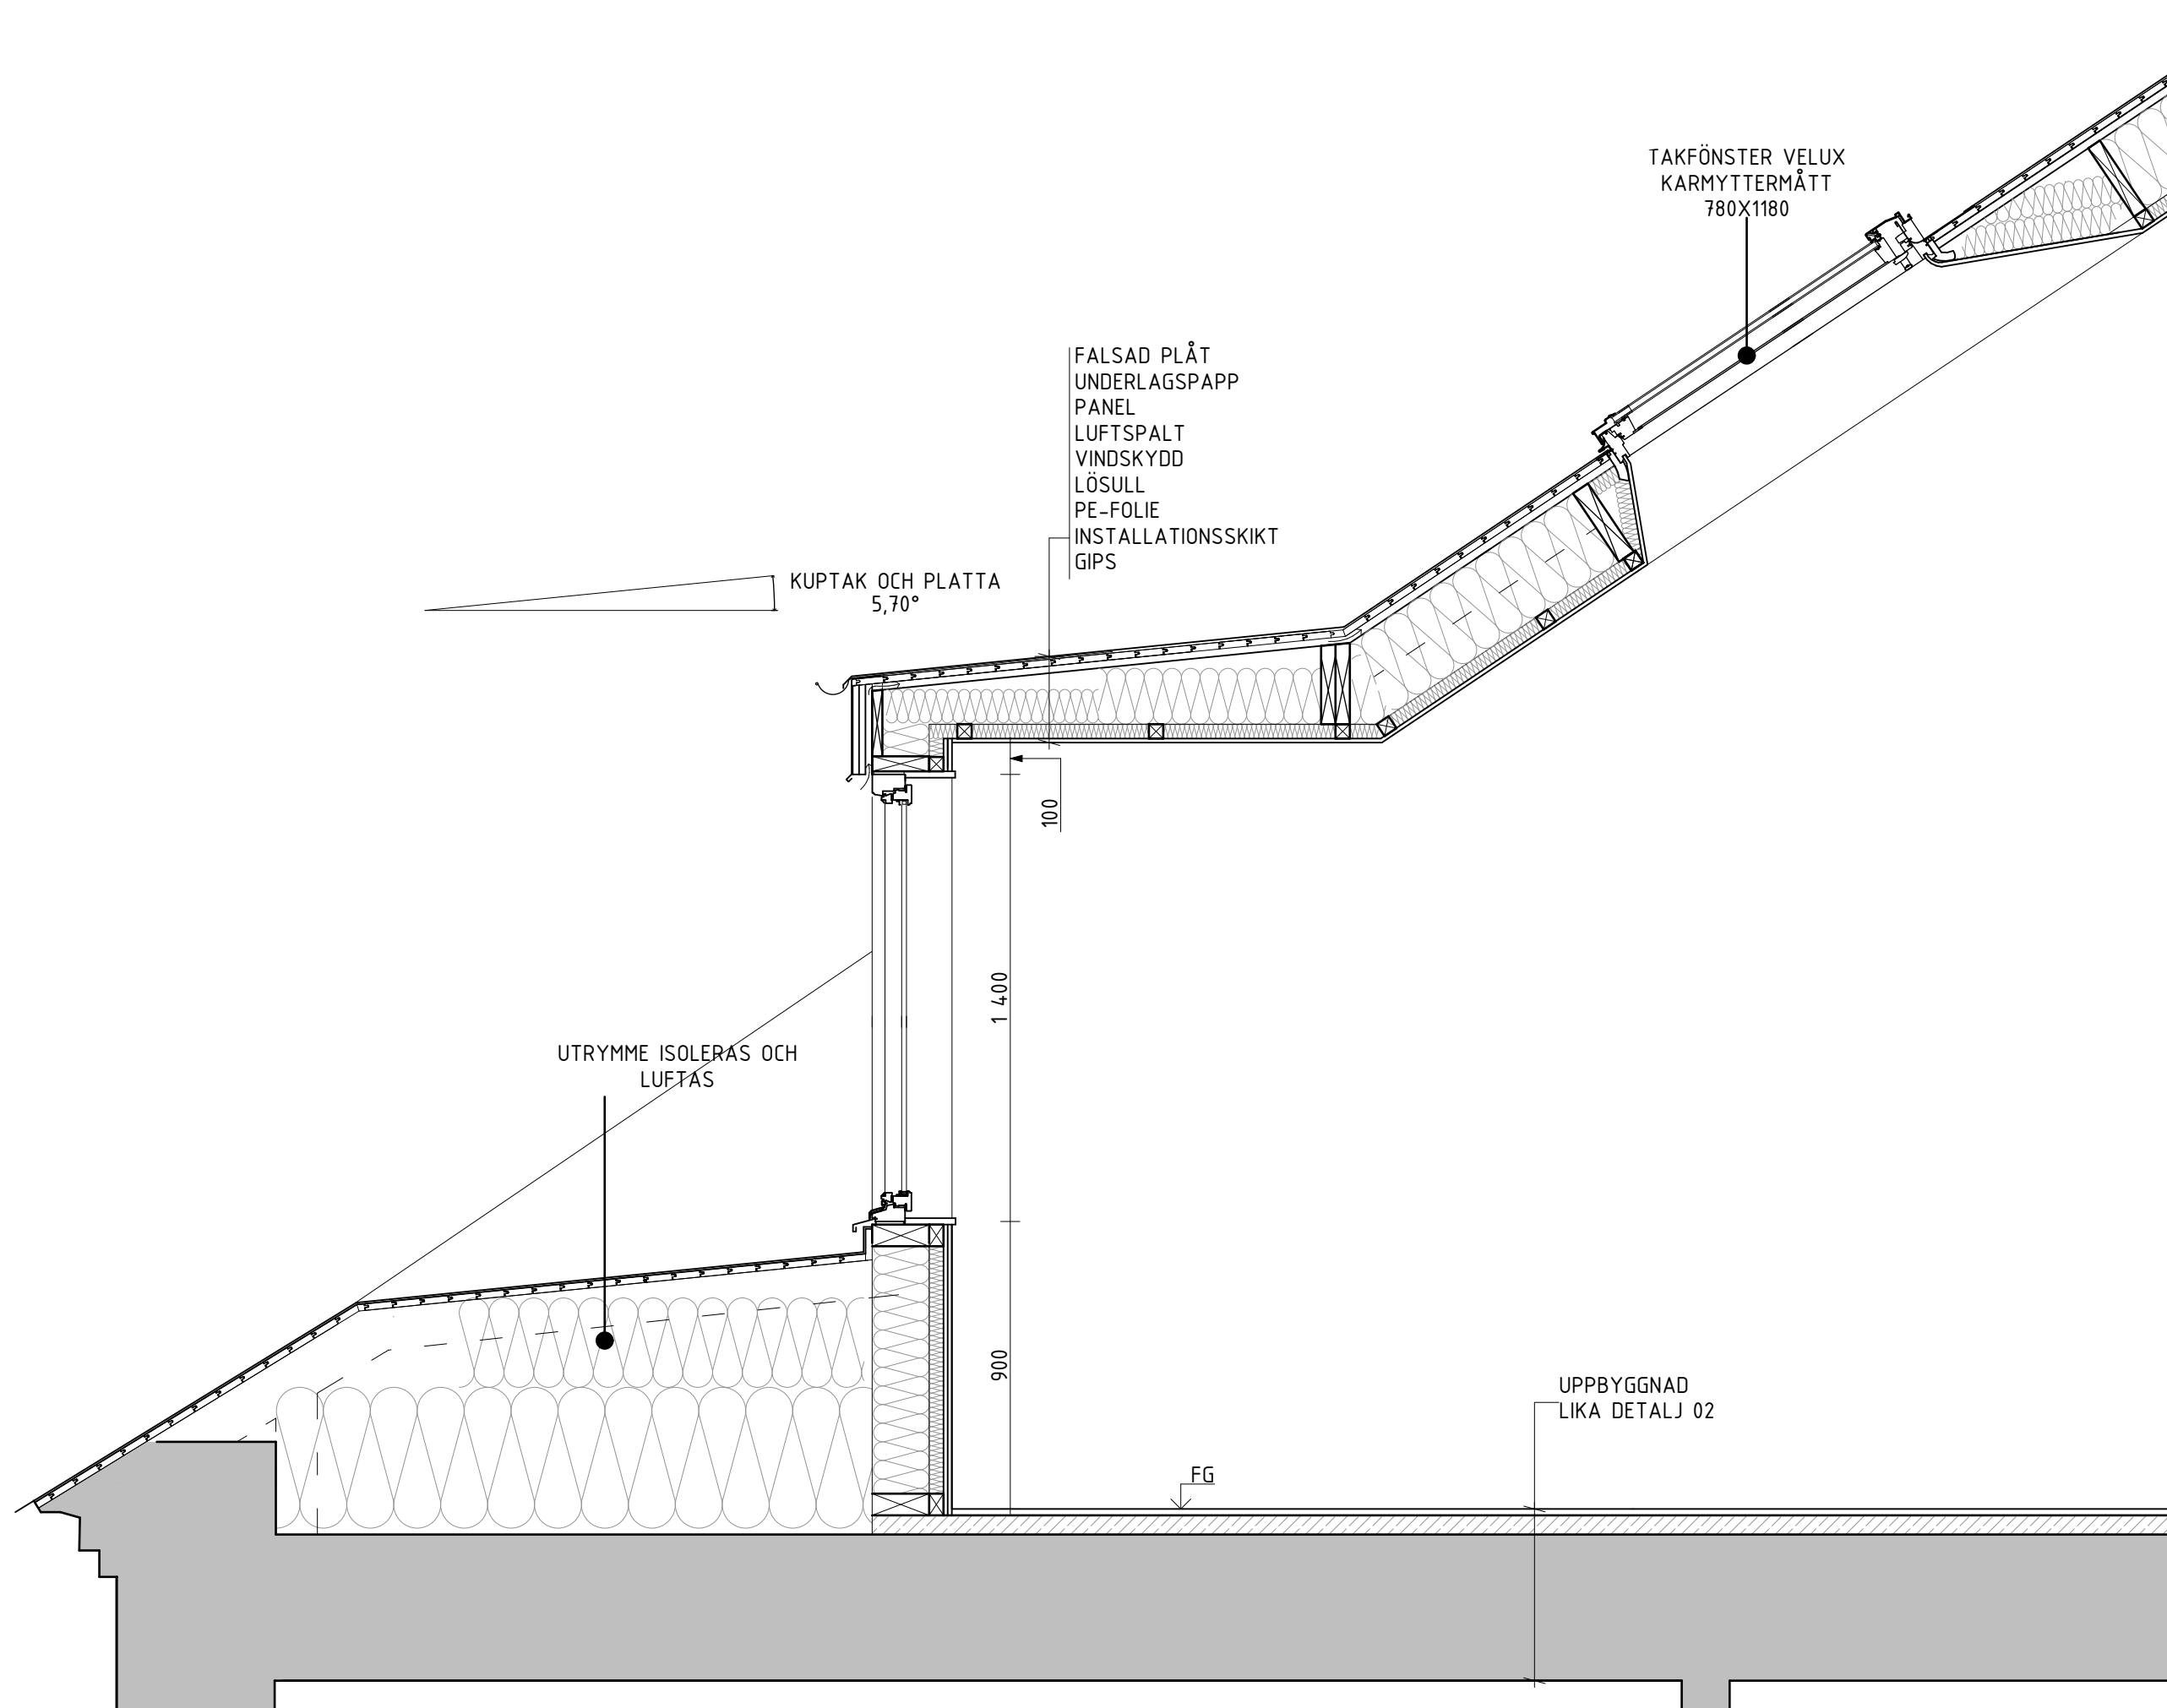 TAKFÖNSTER VELUX
KARMYTTERMÅTT
780X1180
FALSAD PLÅT
UNDERLAGSPAPP
PANEL
LUFTSPALT
VINDSKYDD
LÖSULL
PE-FOLIE
INSTALLATIONSSKIKT
GIPS
KUPTAK OCH PLATTA
5,70°
100
1 400
UTRYMME ISOLERAS OCH
LUFTAS
900
UPPBYGGNAD
LIKA DETALJ 02
FG